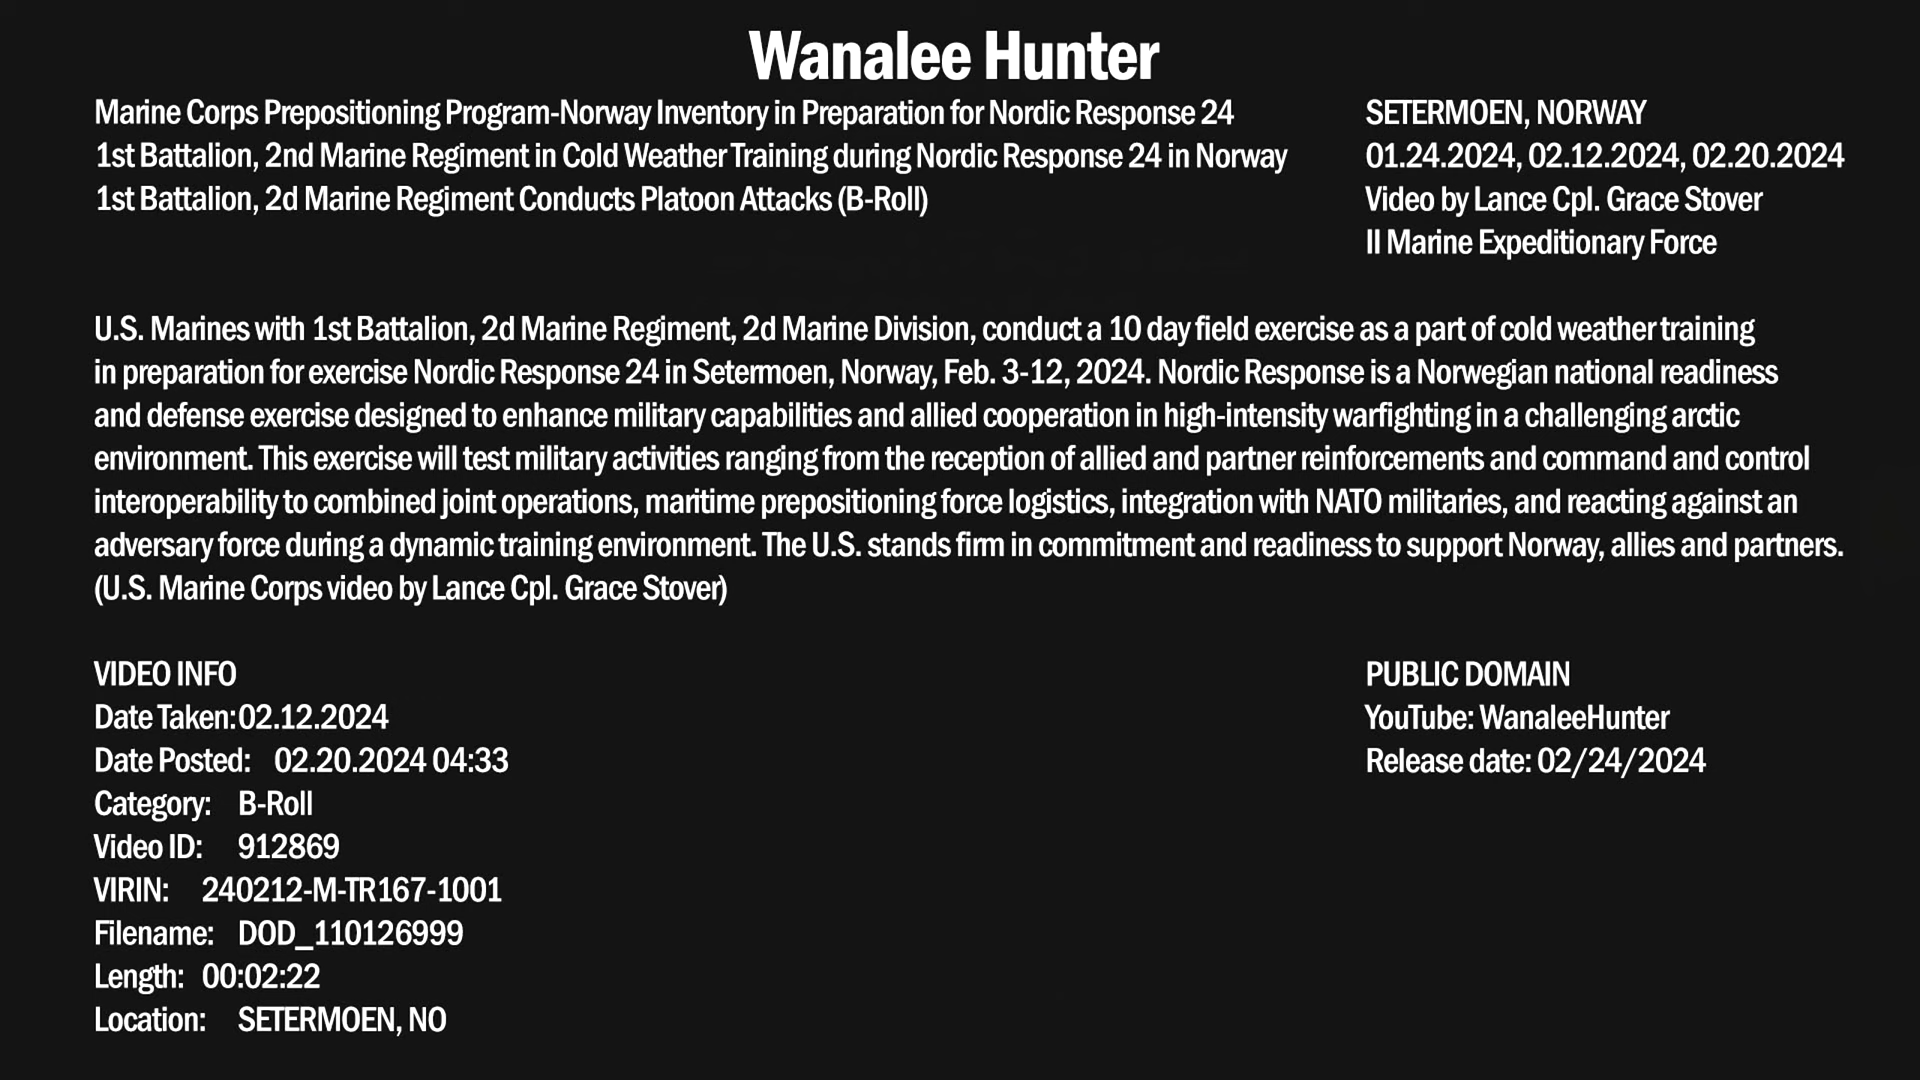 Wanalee Hunter
Marine Corps Prepositioning Program-Norway Inventory in Preparation for Nordic Response 24
1st Battalion, 2nd Marine Regiment in Cold Weather Training during Nordic Response 24 in Norway
1st Battalion, 2d Marine Regiment Conducts Platoon Attacks (B-Roll)
SETERMOEN, NORWAY
01.24.2024, 02.12.2024, 02.20.2024
Video by Lance Cpl. Grace Stover
II Marine Expeditionary Force
U.S. Marines with 1st Battalion, 2d Marine Regiment, 2d Marine Division, conduct a 10 day field exercise as a part of cold weather training
in preparation for exercise Nordic Response 24 in Setermoen, Norway, Feb. 3-12, 2024. Nordic Response is a Norwegian national readiness
and defense exercise designed to enhance military capabilities and allied cooperation in high-intensity warfighting in a challenging arctic
environment. This exercise will test military activities ranging from the reception of allied and partner reinforcements and command and control
interoperability to combined joint operations, maritime prepositioning force logistics, integration with NATO militaries, and reacting against an
adversary force during a dynamic training environment. The U.S. stands firm in commitment and readiness to support Norway, allies and partners.
(U.S. Marine Corps video by Lance Cpl. Grace Stover)
VIDEO INFO
Date Taken: 02.12.2024
Date Posted: 02.20.2024 04:33
Category: B-Roll
Video ID: 912869
VIRIN: 240212-M-TR167-1001
Filename: DOD_110126999
Length: 00:02:22
Location: SETERMOEN, NO
PUBLIC DOMAIN
YouTube: WanaleeHunter
Release date: 02/24/2024